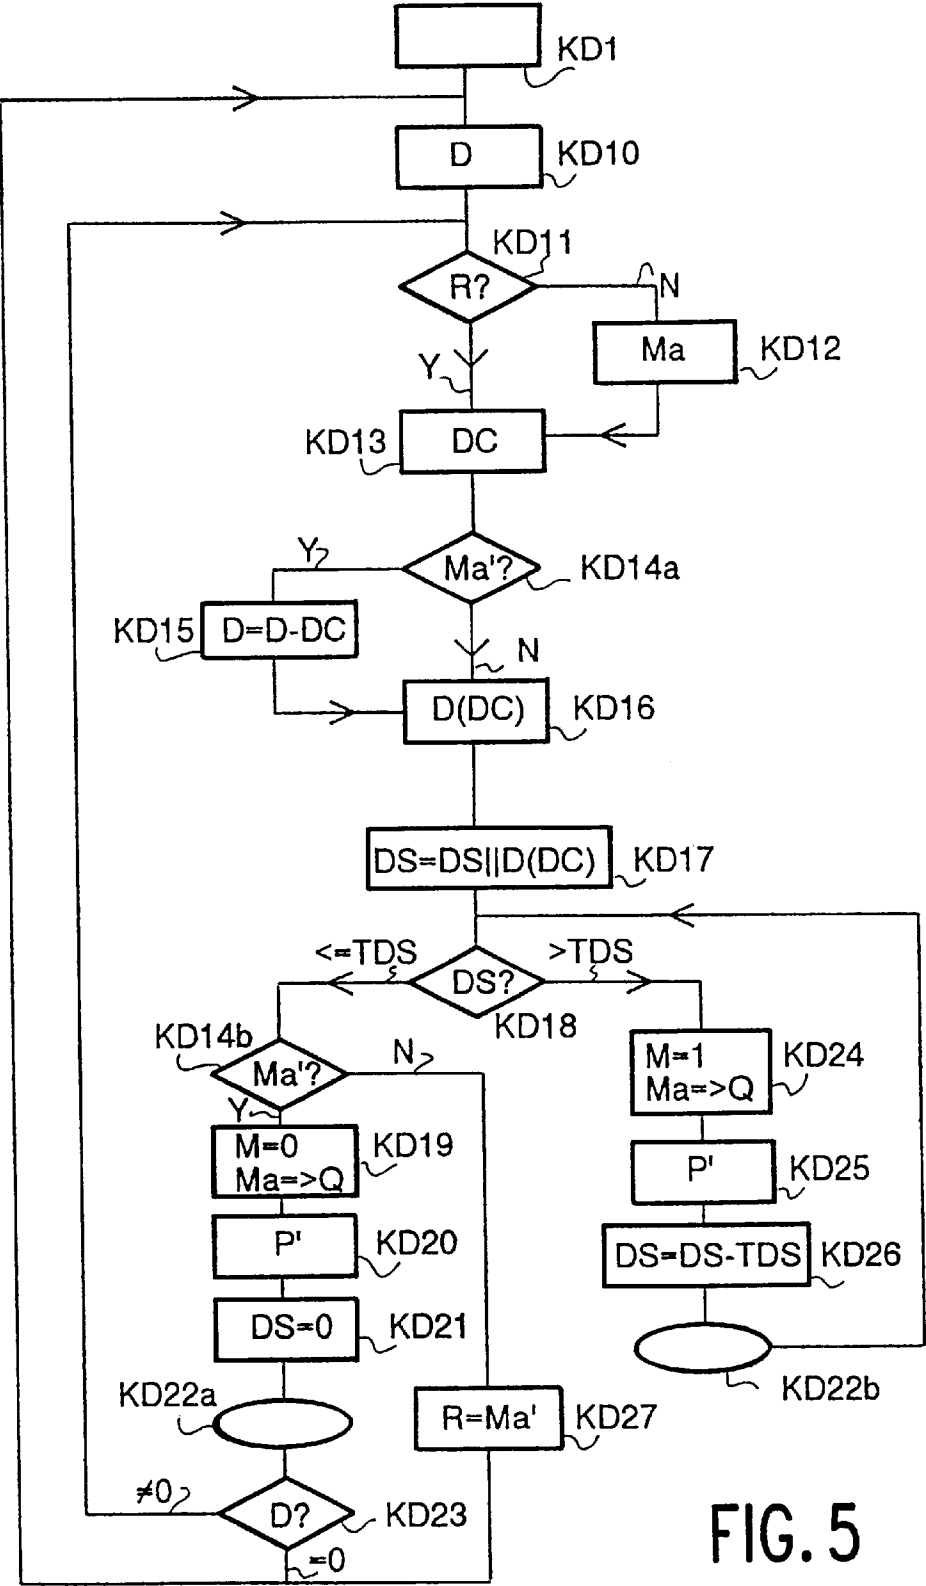 KD1
D
KD10
KD11
R?
N
Ma
KD12
Y
KD13
DC
Y
Ma'?
KD14a
KD15
D=D-DC
N
D(DC)
KD16
DS=DS||D(DC)
KD17
<=TDS
>TDS
DS?
KD18
KD14b
N
Ma'?
M=1
Ma=>Q
KD24
Y
M=0
Ma=>Q
KD19
P'
KD25
P'
KD20
DS=DS-TDS
KD26
DS=0
KD21
KD22a
KD22b
R=Ma'
KD27
≠0
D?
KD23
=0
FIG. 5